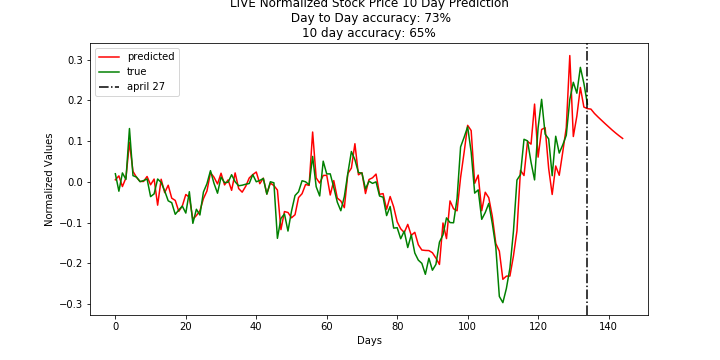 LIVE Normalized Stock Price 10 Day Prediction
Day to Day accuracy: 73%
10 day accuracy: 65%
predicted
true
april 27
Normalized Values
0.3
0.2
0.1
0.0
−0.1
−0.2
−0.3
0
20
40
60
80
100
120
140
Days